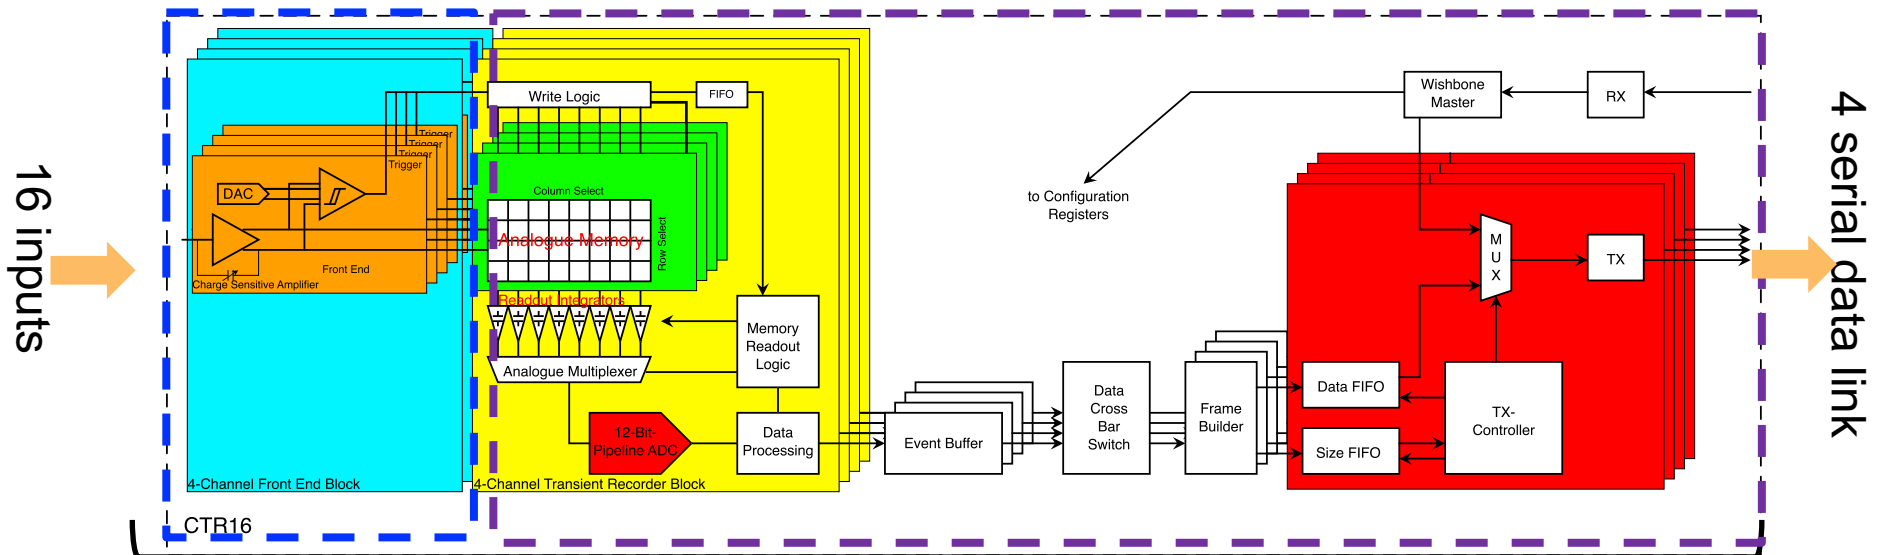 16 inputs
CTR16
4-Channel Front End Block
Trigger
Trigger
Trigger
Trigger
DAC
Front End
Charge Sensitive Amplifier
Write Logic
FIFO
Column Select
Row Select
Analogue Memory
Readout Integrators
Analogue Multiplexer
Memory
Readout
Logic
12-Bit-
Pipeline ADC
Data
Processing
4-Channel Transient Recorder Block
Event Buffer
Data
Cross
Bar
Switch
Frame
Builder
to Configuration
Registers
Wishbone
Master
RX
M
U
X
TX
Data FIFO
Size FIFO
TX-
Controller
4 serial data link